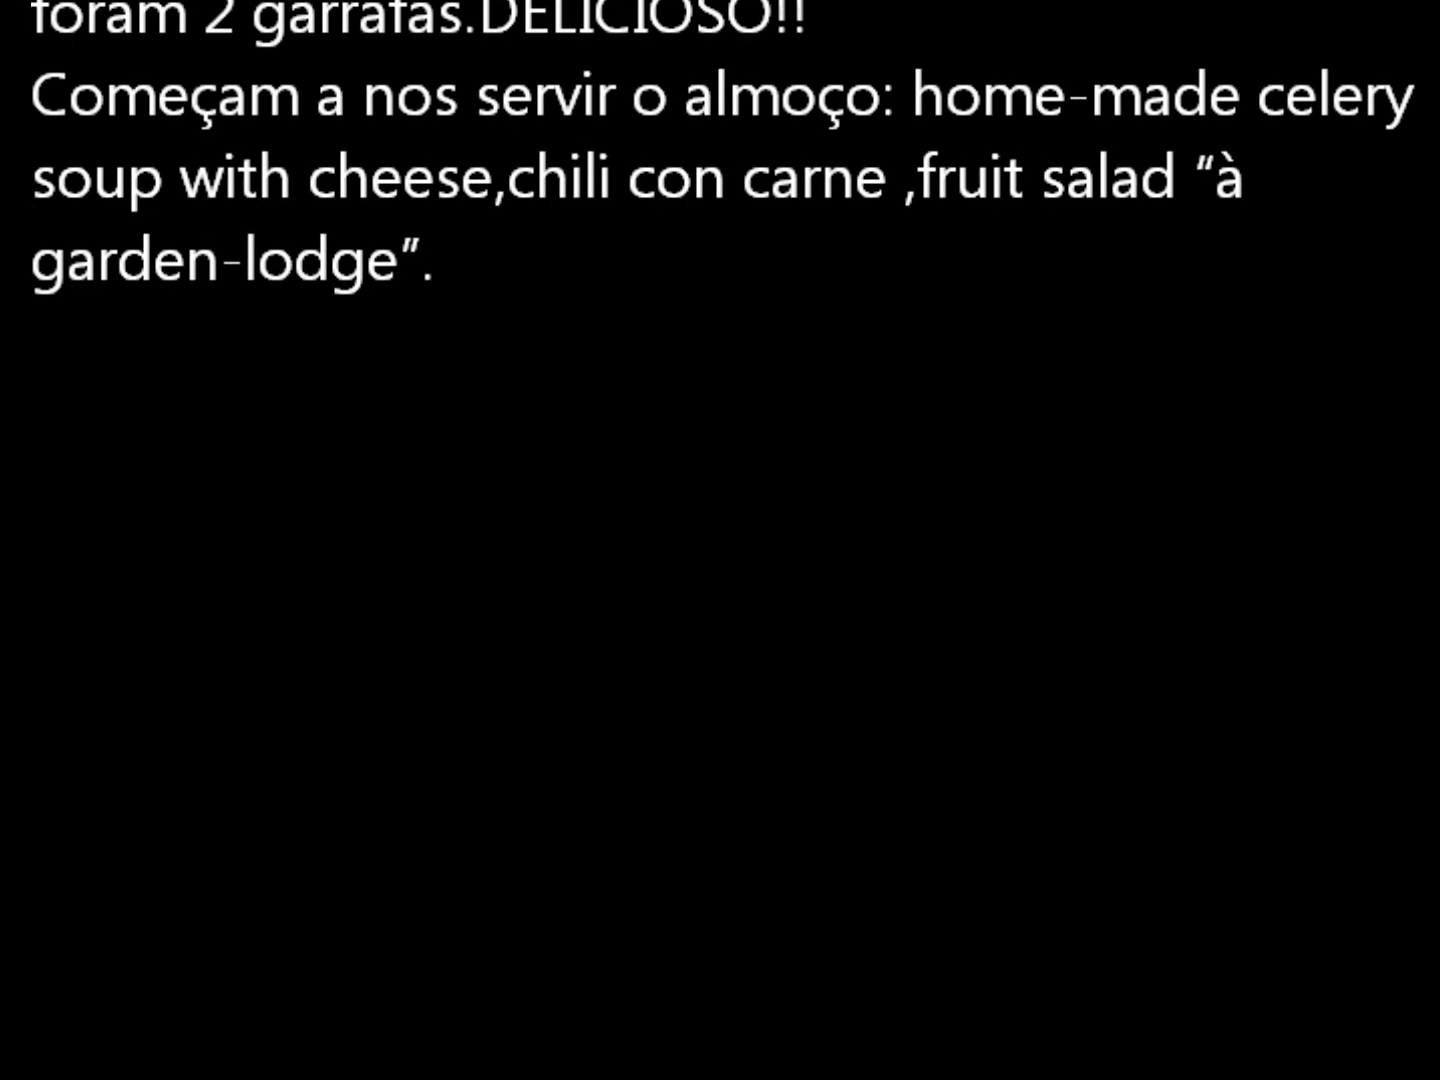 foram 2 garrafas.DELICIOSO!!
Começam a nos servir o almoço: home-made celery
soup with cheese,chili con carne ,fruit salad “à
garden-lodge”.